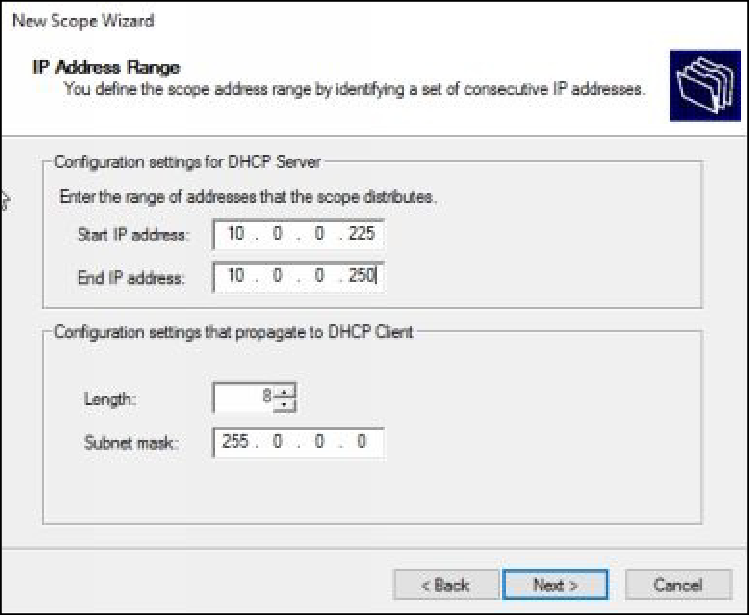 New Scope Wizard
IP Address Range
You define the scope address range by identifying a set of consecutive IP addresses.
Configuration settings for DHCP Server
Enter the range of addresses that the scope distributes.
Start IP address: 10 . 0 . 0 . 225
End IP address: 10 . 0 . 0 . 250
Configuration settings that propagate to DHCP Client
Length: 8
Subnet mask: 255 . 0 . 0 . 0
< Back Next > Cancel